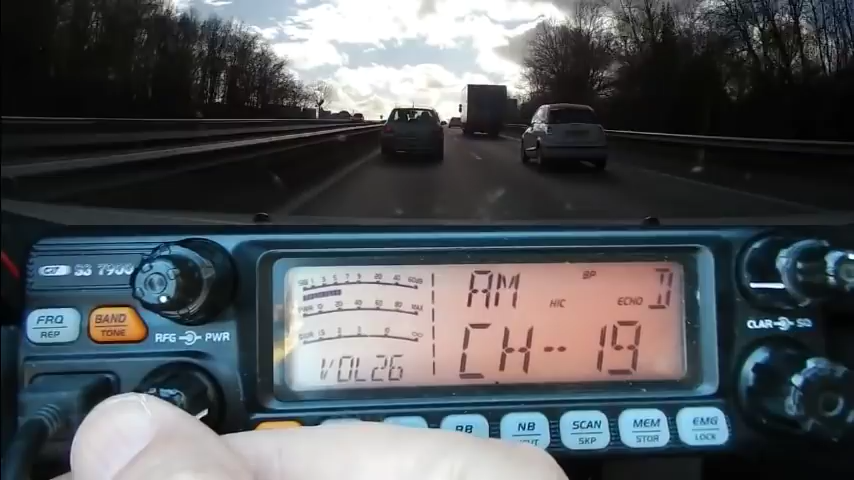 SS 7900
FRQ
REP
BAND
TONE
RFG PWR
AM
BP
HIC
ECHO
D
CH--19
VOL26
CLAR SQ
RB
NB
SCAN
SKP
MEM
STOR
EMG
LOCK